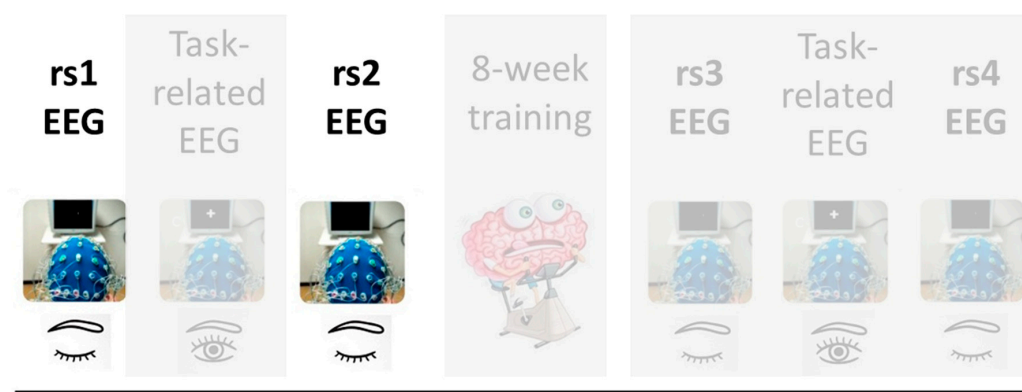 rs1
EEG
Task-
related
EEG
rs2
EEG
8-week
training
rs3
EEG
Task-
related
EEG
rs4
EEG